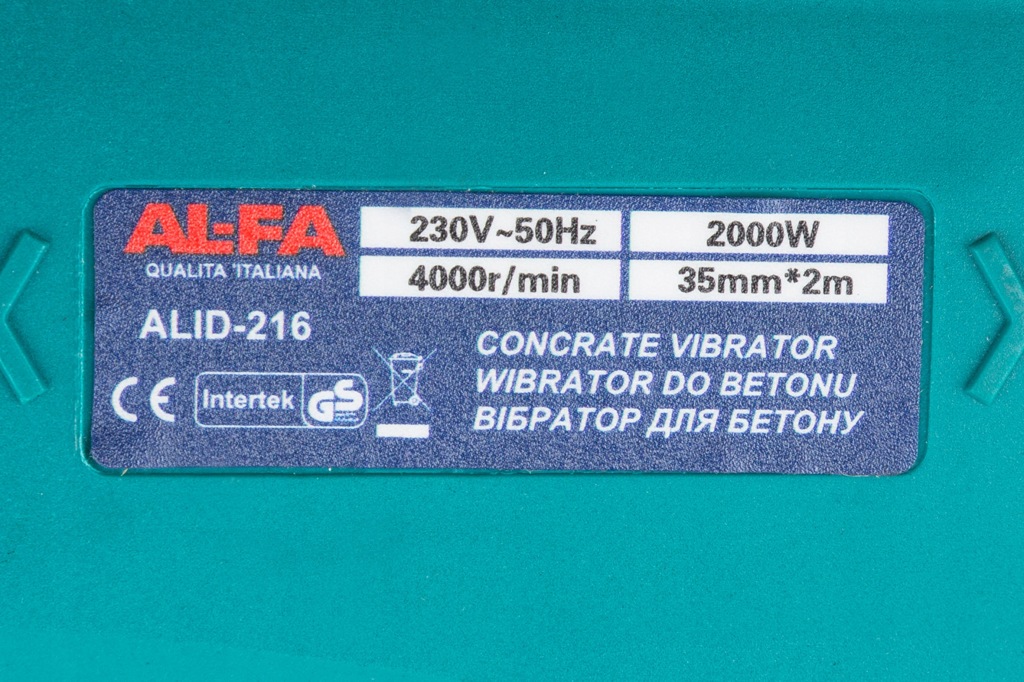 AL-FA
QUALITA 'ITALIANA
230V~50Hz
2000W
4000r/min
35mm*2m
ALID-216
CE
Intertek
GS
CONCRATE VIBRATOR
WIBRATOR DO BETONU
ВІБРАТОР ДЛЯ БЕТОНУ